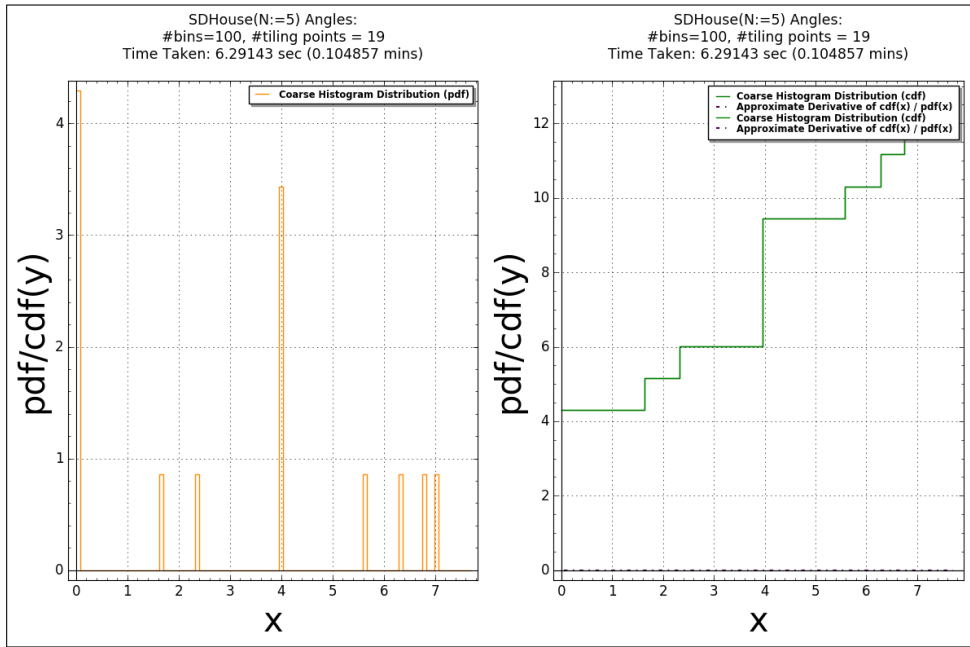 SDHouse(N:=5) Angles:
#bins=100, #tiling points = 19
Time Taken: 6.29143 sec (0.104857 mins)
Coarse Histogram Distribution (pdf)
pdf/cdf(y)
4
3
2
1
0
0 1 2 3 4 5 6 7
x
SDHouse(N:=5) Angles:
#bins=100, #tiling points = 19
Time Taken: 6.29143 sec (0.104857 mins)
Coarse Histogram Distribution (cdf)
Approximate Derivative of cdf(x) / pdf(x)
Coarse Histogram Distribution (cdf)
Approximate Derivative of cdf(x) / pdf(x)
pdf/cdf(y)
12
10
8
6
4
2
0
0 1 2 3 4 5 6 7
x